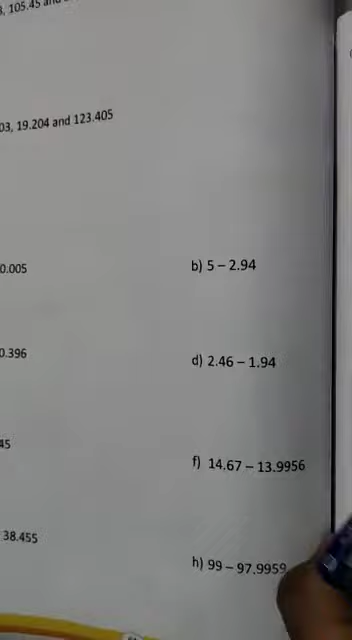 105.45 and
03, 19.204 and 123.405
0.005
b) 5 – 2.94
0.396
d) 2.46 – 1.94
45
f) 14.67 – 13.9956
38.455
h) 99 – 97.9959